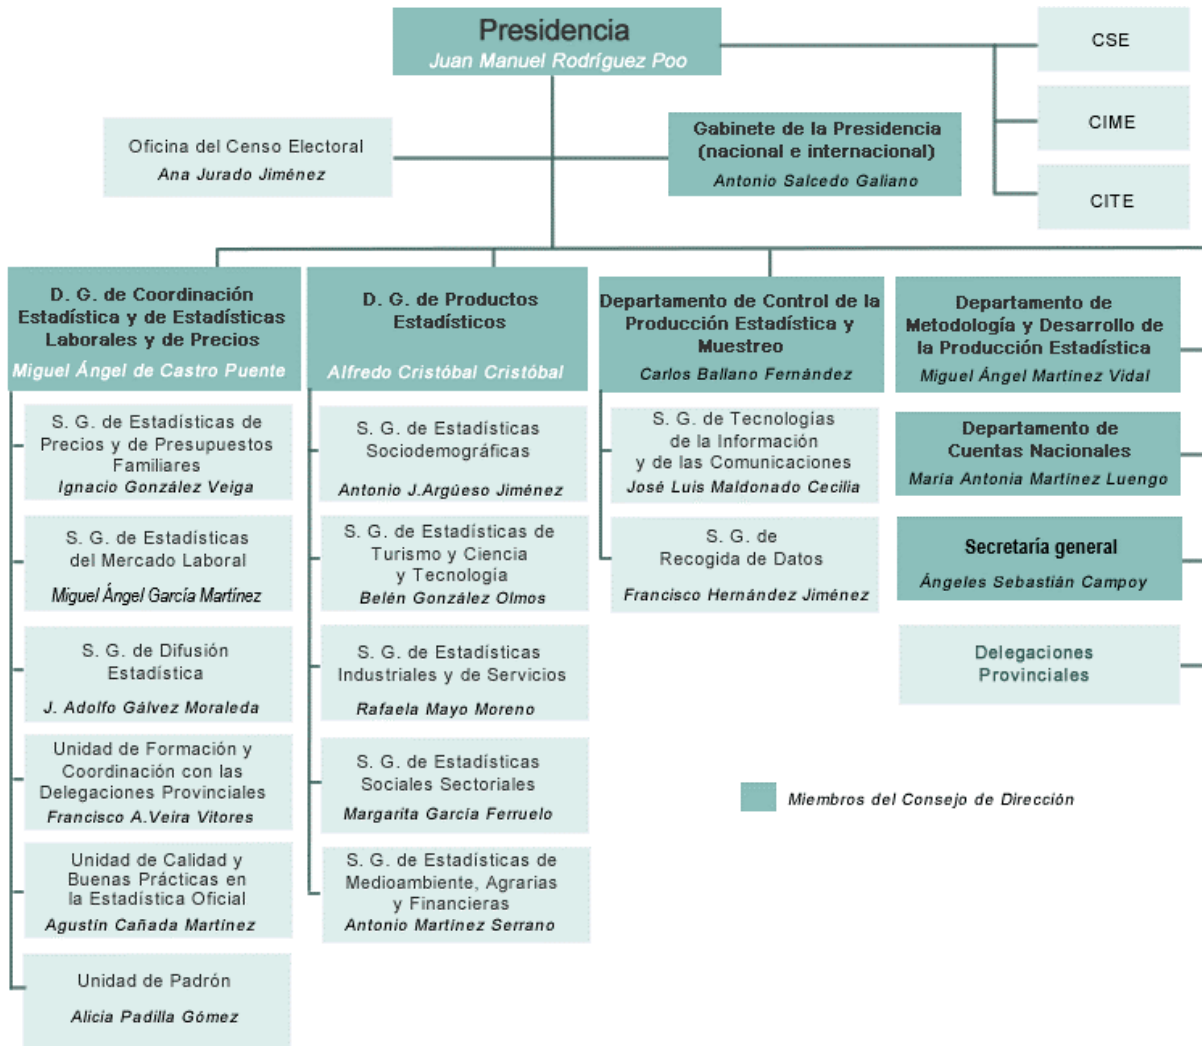 Presidencia
Juan Manuel Rodríguez Poo
CSE
CIME
CITE
Oficina del Censo Electoral
Ana Jurado Jiménez
Gabinete de la Presidencia
(nacional e internacional)
Antonio Salcedo Galiano
D. G. de Coordinación
Estadística y de Estadísticas
Laborales y de Precios
Miguel Ángel de Castro Puente
S. G. de Estadísticas de
Precios y de Presupuestos
Familiares
Ignacio González Veiga
S. G. de Estadísticas
del Mercado Laboral
Miguel Ángel García Martínez
S. G. de Difusión
Estadística
J. Adolfo Gálvez Moraleda
Unidad de Formación y
Coordinación con las
Delegaciones Provinciales
Francisco A.Veira Vitores
Unidad de Calidad y
Buenas Prácticas en
la Estadística Oficial
Agustín Cañada Martínez
Unidad de Padrón
Alicia Padilla Gómez
D. G. de Productos
Estadísticos
Alfredo Cristóbal Cristóbal
S. G. de Estadísticas
Sociodemográficas
Antonio J.Argüeso Jiménez
S. G. de Estadísticas de
Turismo y Ciencia
y Tecnología
Belén González Olmos
S. G. de Estadísticas
Industriales y de Servicios
Rafaela Mayo Moreno
S. G. de Estadísticas
Sociales Sectoriales
Margarita García Ferruelo
S. G. de Estadísticas de
Medioambiente, Agrarias
y Financieras
Antonio Martínez Serrano
Departamento de Control de la
Producción Estadística y
Muestreo
Carlos Ballano Fernández
S. G. de Tecnologías
de la Información
y de las Comunicaciones
José Luis Maldonado Cecilia
S. G. de
Recogida de Datos
Francisco Hernández Jiménez
Departamento de
Metodología y Desarrollo de
la Producción Estadística
Miguel Ángel Martínez Vidal
Departamento de
Cuentas Nacionales
María Antonia Martínez Luengo
Secretaría general
Ángeles Sebastián Campoy
Delegaciones
Provinciales
Miembros del Consejo de Dirección